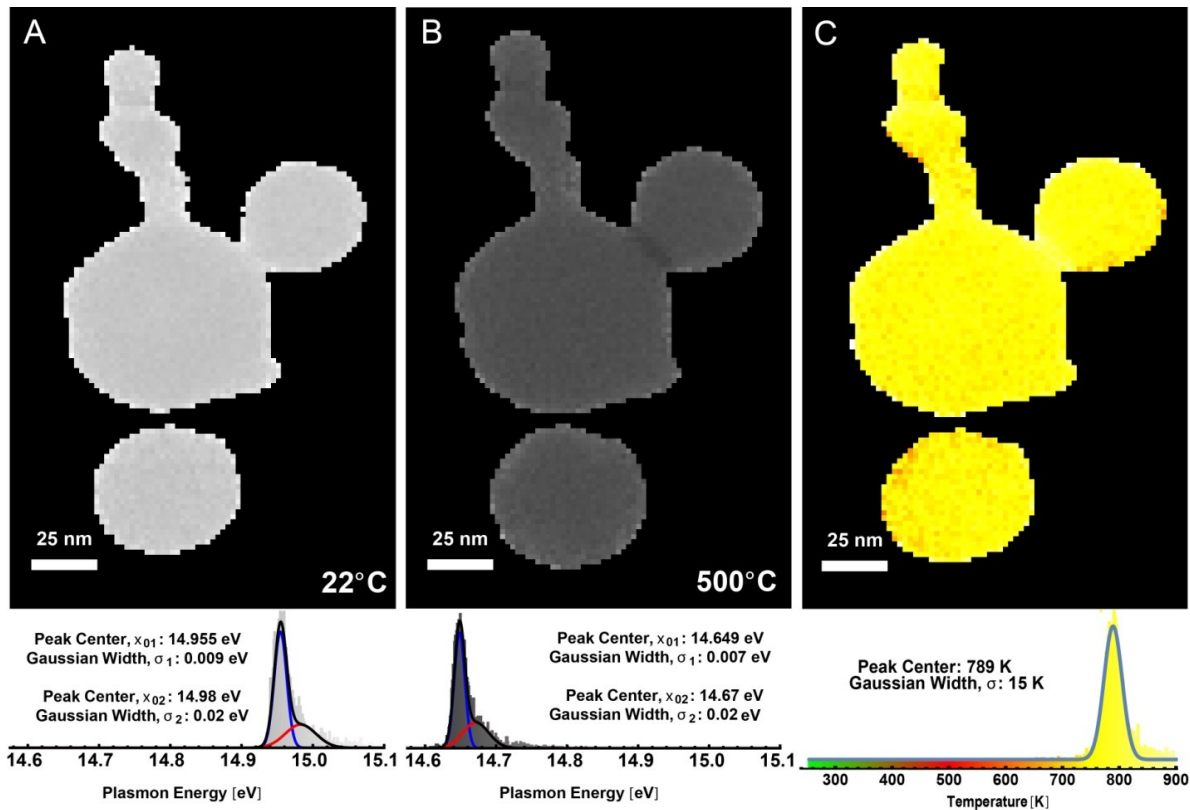 A
B
C
25 nm
22°C
25 nm
500°C
25 nm
Peak Center, x01: 14.955 eV
Gaussian Width, σ1: 0.009 eV
Peak Center, x02: 14.98 eV
Gaussian Width, σ2: 0.02 eV
14.6 14.7 14.8 14.9 15.0 15.1
Plasmon Energy [eV]
Peak Center, x01: 14.649 eV
Gaussian Width, σ1: 0.007 eV
Peak Center, x02: 14.67 eV
Gaussian Width, σ2: 0.02 eV
14.6 14.7 14.8 14.9 15.0 15.1
Plasmon Energy [eV]
Peak Center: 789 K
Gaussian Width, σ: 15 K
300 400 500 600 700 800 900
Temperature [K]